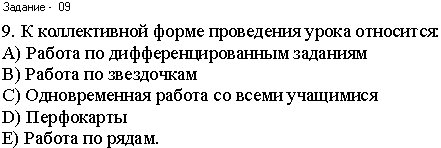 Задание - 09
9. К коллективной форме проведения урока относится:
A) Работа по дифференцированным заданиям
B) Работа по звездочкам
C) Одновременная работа со всеми учащимися
D) Перфокарты
E) Работа по рядам.